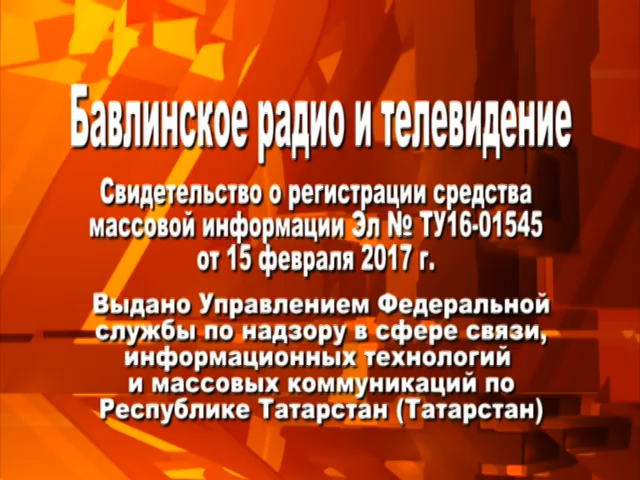 Бавлинское радио и телевидение
Свидетельство о регистрации средства
массовой информации Эл № ТУ16-01545
от 15 февраля 2017 г.
Выдано Управлением Федеральной
службы по надзору в сфере связи,
информационных технологий
и массовых коммуникаций по
Республике Татарстан (Татарстан)